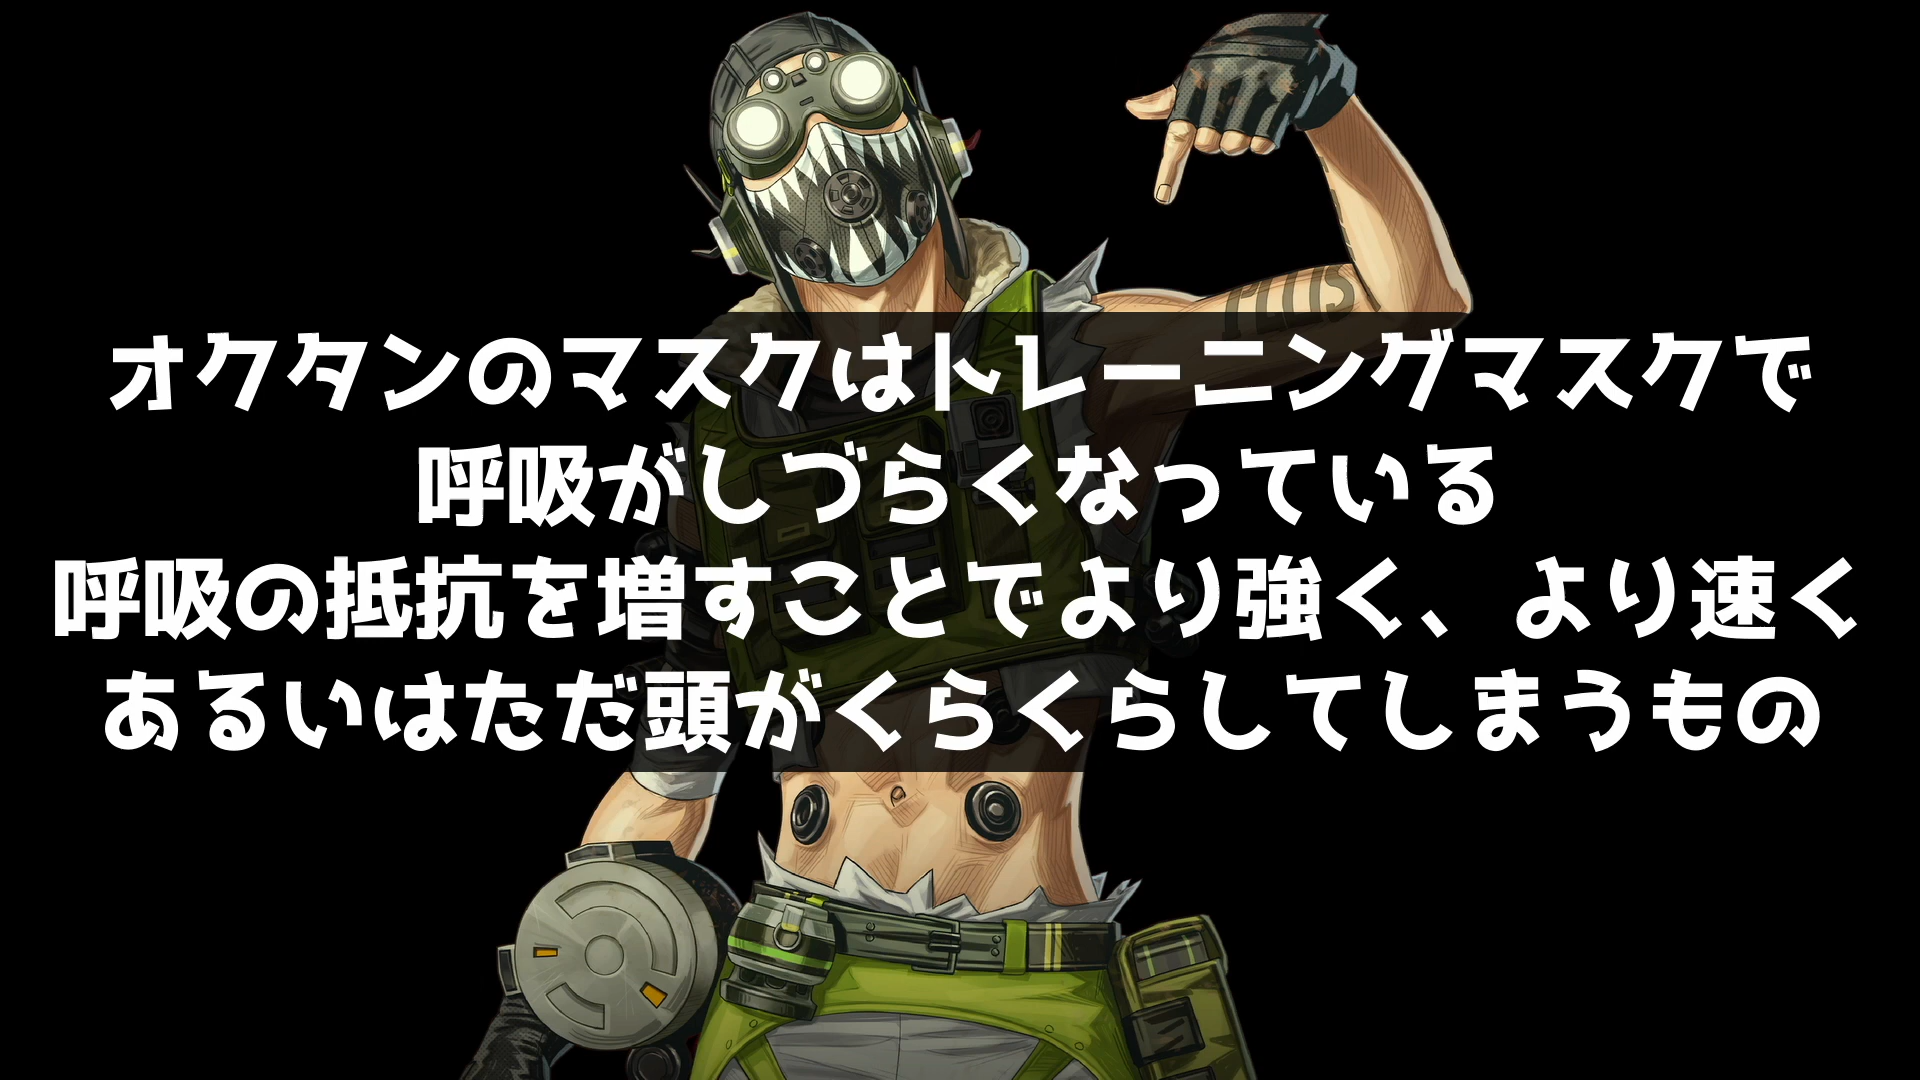 PLUS
オクタンのマスクはトレーニングマスクで
呼吸がしづらくなっている
呼吸の抵抗を増すことでより強く、より速く
あるいはただ頭がくらくらしてしまうもの